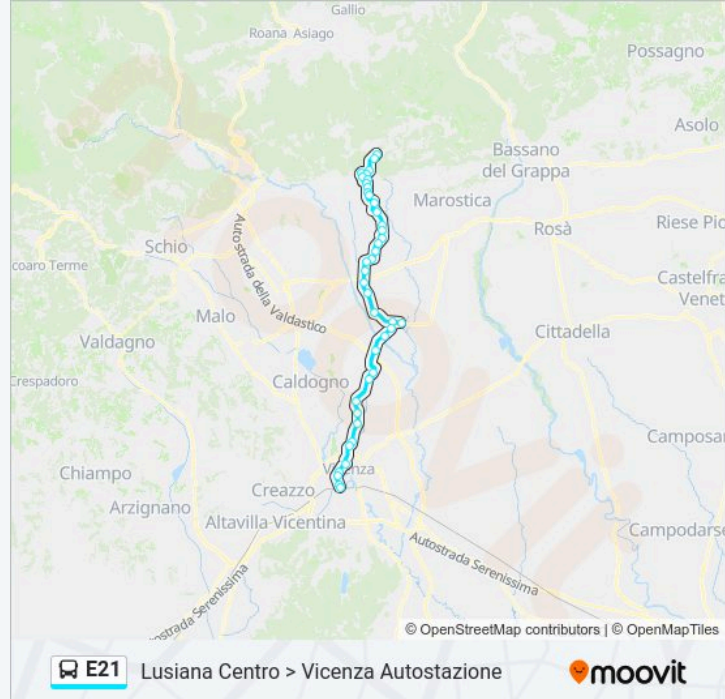 Gallio
Roana Asiago
Possagno
Asolo
Bassano
del Grappa
Marostica
Rosà
Riese Pio
Schio
coaro Terme
Autostrada della Valdastico
Castelfra
Venet
Malo
Cittadella
Valdagno
Caldogno
Crespadoro
Camposar
Vicenza
Chiampo
Creazzo
Arzignano
Altavilla Vicentina
Campodarse
Autostrada Serenissima
ostrada Serenissima
© OpenStreetMap contributors | © OpenMapTiles
E21 Lusiana Centro > Vicenza Autostazione moovit